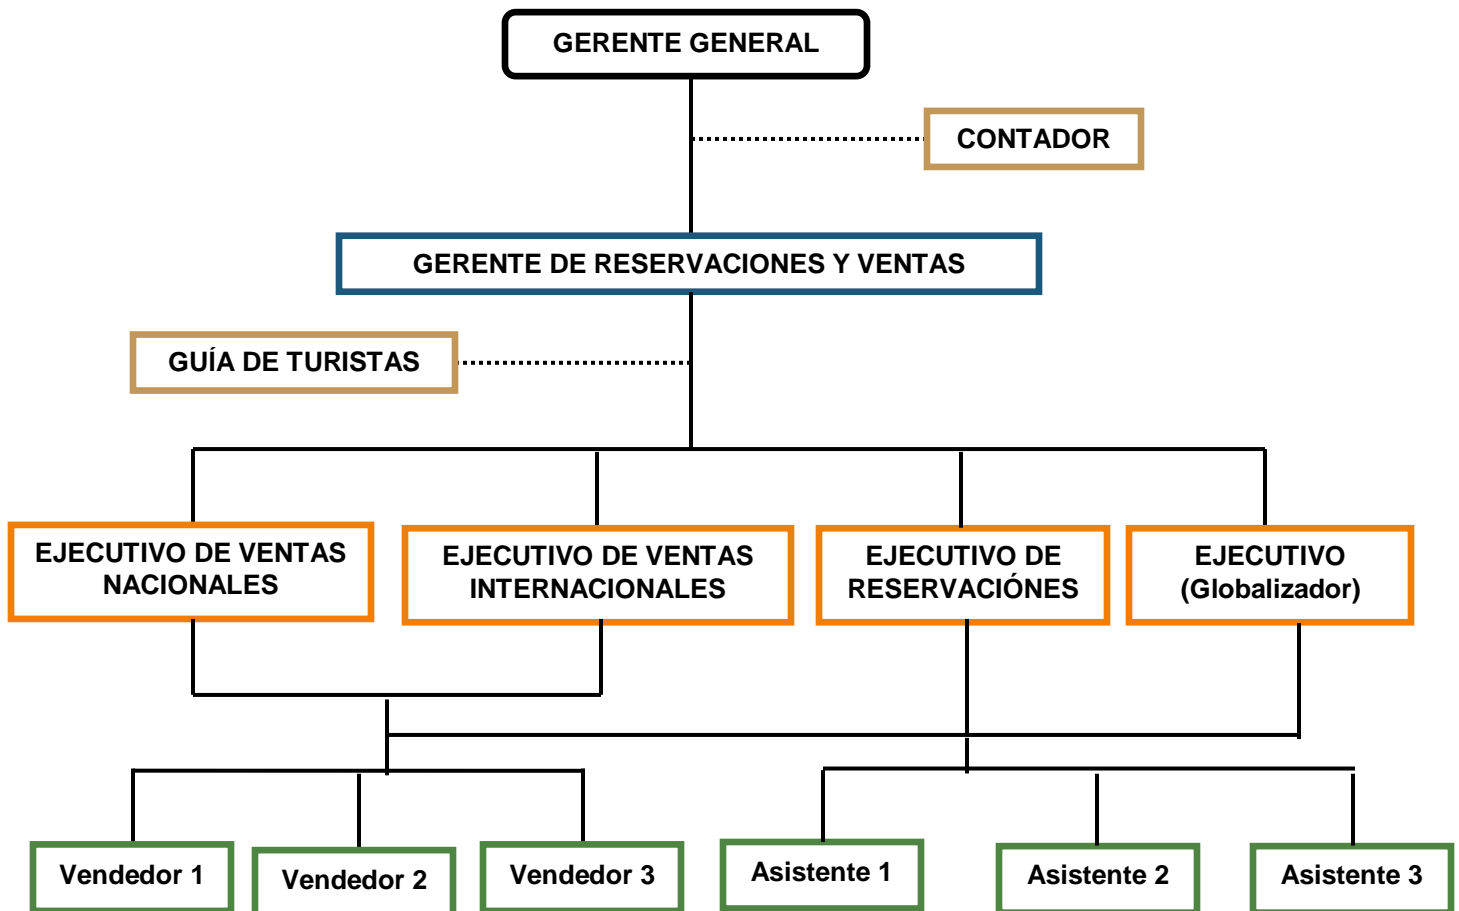 GERENTE GENERAL
CONTADOR
GERENTE DE RESERVACIONES Y VENTAS
GUÍA DE TURISTAS
EJECUTIVO DE VENTAS
NACIONALES
EJECUTIVO DE VENTAS
INTERNACIONALES
EJECUTIVO DE
RESERVACIÓNES
EJECUTIVO
(Globalizador)
Vendedor 1
Vendedor 2
Vendedor 3
Asistente 1
Asistente 2
Asistente 3